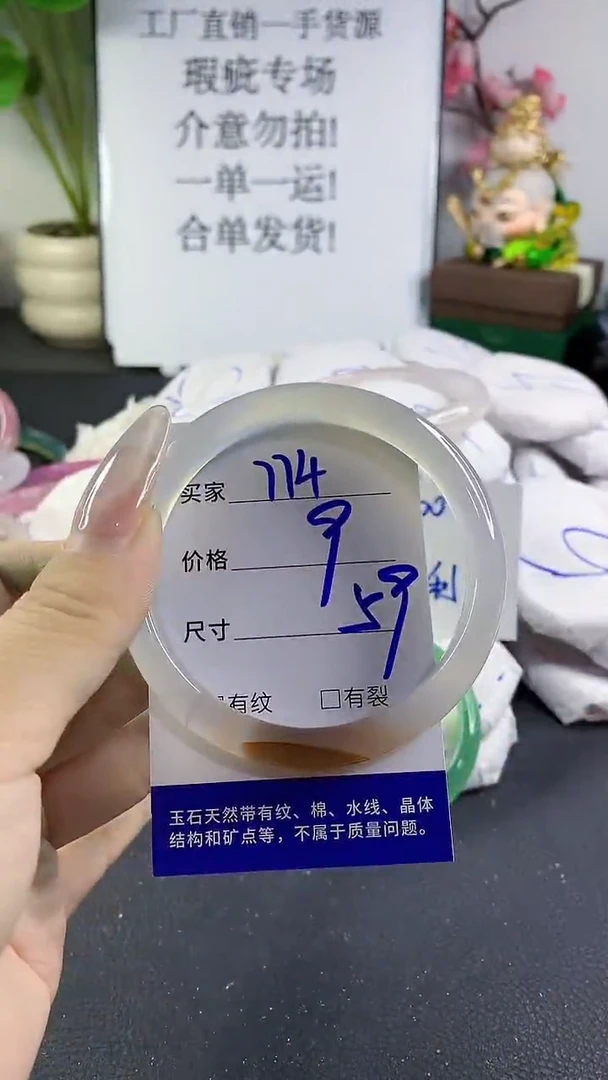 工厂直销一手货源
瑕疵专场
介意勿拍!
一单一运!
合单发货!
买家 114
价格 9
尺寸 59
有纹 □有裂
利
玉石天然带有纹、棉、水线、晶体
结构和矿点等，不属于质量问题。